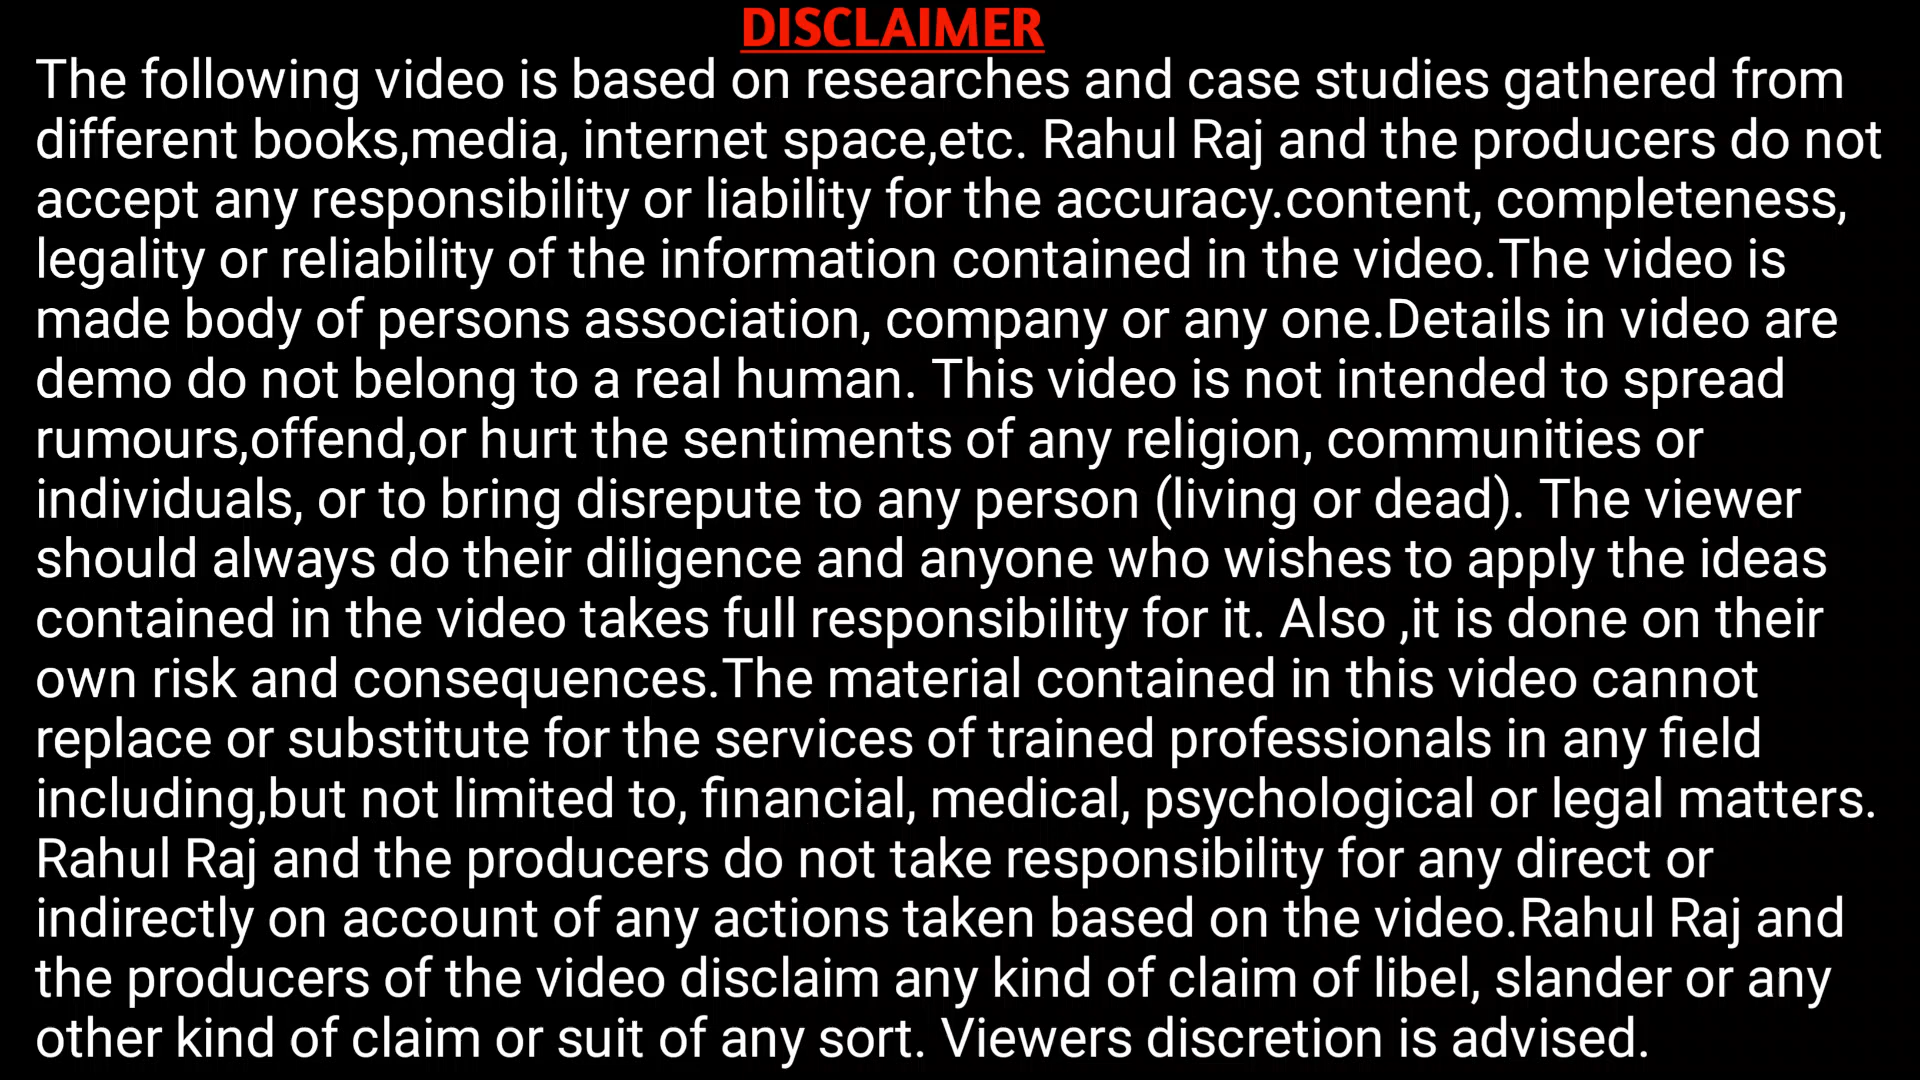 DISCLAIMER
The following video is based on researches and case studies gathered from
different books,media, internet space,etc. Rahul Raj and the producers do not
accept any responsibility or liability for the accuracy.content, completeness,
legality or reliability of the information contained in the video.The video is
made body of persons association, company or any one.Details in video are
demo do not belong to a real human. This video is not intended to spread
rumours,offend,or hurt the sentiments of any religion, communities or
individuals, or to bring disrepute to any person (living or dead). The viewer
should always do their diligence and anyone who wishes to apply the ideas
contained in the video takes full responsibility for it. Also ,it is done on their
own risk and consequences.The material contained in this video cannot
replace or substitute for the services of trained professionals in any field
including,but not limited to, financial, medical, psychological or legal matters.
Rahul Raj and the producers do not take responsibility for any direct or
indirectly on account of any actions taken based on the video.Rahul Raj and
the producers of the video disclaim any kind of claim of libel, slander or any
other kind of claim or suit of any sort. Viewers discretion is advised.